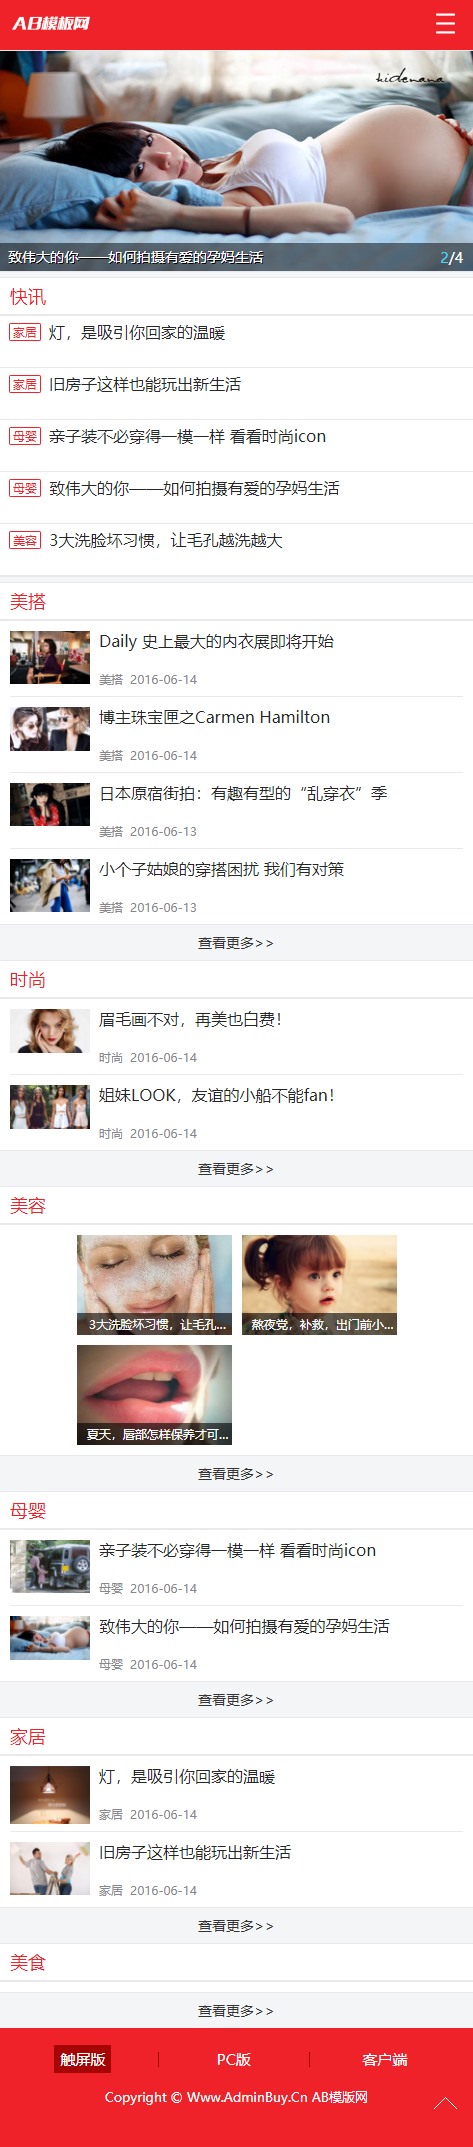 AB模板网
hidenana
致伟大的你——如何拍摄有爱的孕妈生活 2/4
快讯
家居 灯，是吸引你回家的温暖
家居 旧房子这样也能玩出新生活
母婴 亲子装不必穿得一模一样 看看时尚icon
母婴 致伟大的你——如何拍摄有爱的孕妈生活
美容 3大洗脸坏习惯，让毛孔越洗越大
美搭
Daily 史上最大的内衣展即将开始
美搭 2016-06-14
博主珠宝匣之Carmen Hamilton
美搭 2016-06-14
日本原宿街拍：有趣有型的“乱穿衣”季
美搭 2016-06-13
小个子姑娘的穿搭困扰 我们有对策
美搭 2016-06-13
查看更多>>
时尚
眉毛画不对，再美也白费！
时尚 2016-06-14
姐妹LOOK，友谊的小船不能fan！
时尚 2016-06-14
查看更多>>
美容
3大洗脸坏习惯，让毛孔...
熬夜党，补救，出门前小...
夏天，唇部怎样保养才可...
查看更多>>
母婴
亲子装不必穿得一模一样 看看时尚icon
母婴 2016-06-14
致伟大的你——如何拍摄有爱的孕妈生活
母婴 2016-06-14
查看更多>>
家居
灯，是吸引你回家的温暖
家居 2016-06-14
旧房子这样也能玩出新生活
家居 2016-06-14
查看更多>>
美食
查看更多>>
触屏版 PC版 客户端
Copyright © Www.AdminBuy.Cn AB模版网